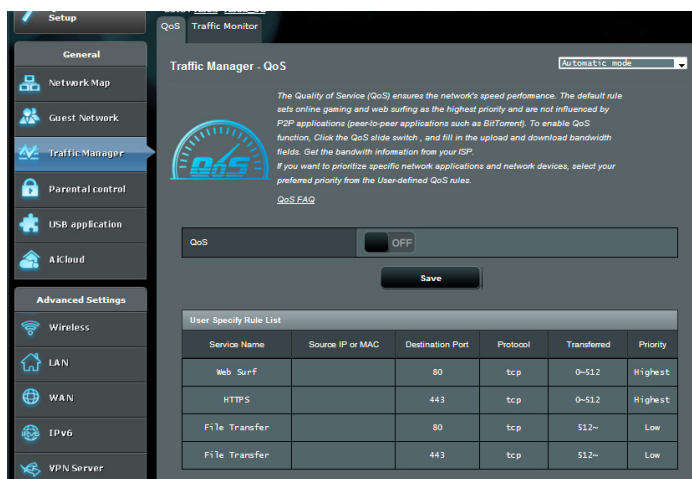 Setup
QoS Traffic Monitor
General
Network Map
Guest Network
Traffic Manager
Parental control
USB application
AiCloud
Advanced Settings
Wireless
LAN
WAN
IPv6
VPN Server
Traffic Manager - QoS
Automatic mode
The Quality of Service (QoS) ensures the network's speed performance. The default rule
sets online gaming and web surfing as the highest priority and are not influenced by
P2P applications (peer-to-peer applications such as BitTorrent). To enable QoS
function, Click the QoS slide switch , and fill in the upload and download bandwidth
fields. Get the bandwith information from your ISP.
If you want to prioritize specific network applications and network devices, select your
preferred priority from the User-defined QoS rules.
QoS FAQ
QoS
QoS OFF
Save
User Specify Rule List
Service Name Source IP or MAC Destination Port Protocol Transferred Priority
Web Surf 80 tcp 0~512 Highest
HTTPS 443 tcp 0~512 Highest
File Transfer 80 tcp 512~ Low
File Transfer 443 tcp 512~ Low